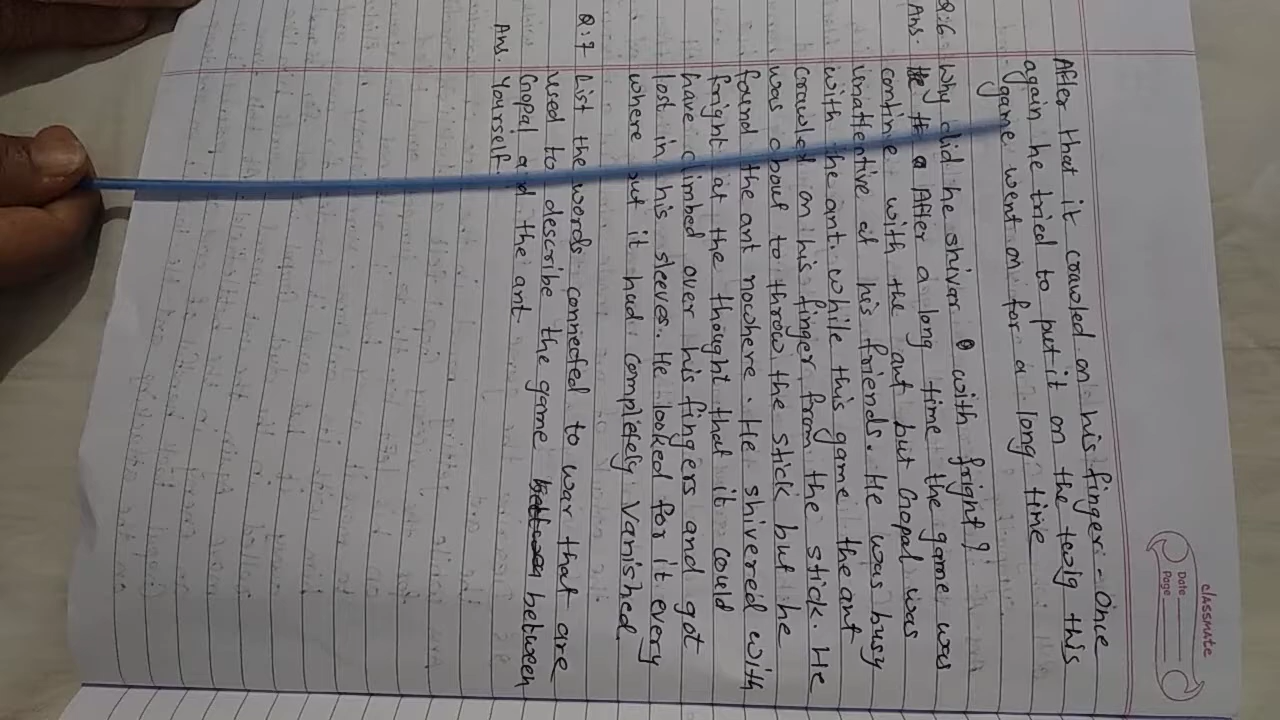 classmate
Date
Page
After that it crawled on his finger. Once
again he tried to put it on the twig this
game went on for a long time
Q:6 Why did he shiver with fright?
Ans. After a long time the game was
contine with the ant but Gopal was
inattentive at his friends. He was busy
with the ant while this game the ant
crawled on his finger from the stick. He
was about to throw the stick but he
found the ant nowhere. He shivered with
fright at the thought that it could
have climbed over his fingers and got
lost in his sleeves. He looked for it every
where but it had completely vanished
Q:7 List the words connected to war that are
used to describe the game between
Gopal and the ant.
Ans. Yourself.